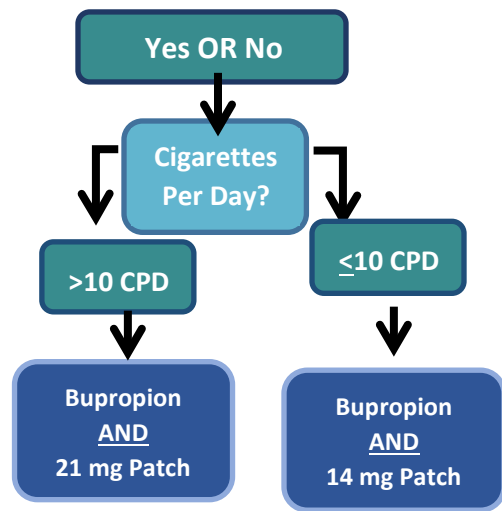 Yes OR No
Cigarettes
Per Day?
>10 CPD
≤10 CPD
Bupropion
AND
21 mg Patch
Bupropion
AND
14 mg Patch